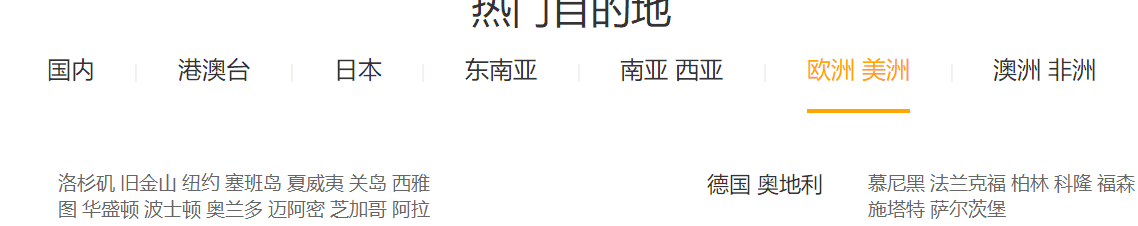 热门目的地
国内
港澳台
日本
东南亚
南亚 西亚
欧洲 美洲
澳洲 非洲
洛杉矶 旧金山 纽约 塞班岛 夏威夷 关岛 西雅
图 华盛顿 波士顿 奥兰多 迈阿密 芝加哥 阿拉
德国 奥地利
慕尼黑 法兰克福 柏林 科隆 福森
施塔特 萨尔茨堡